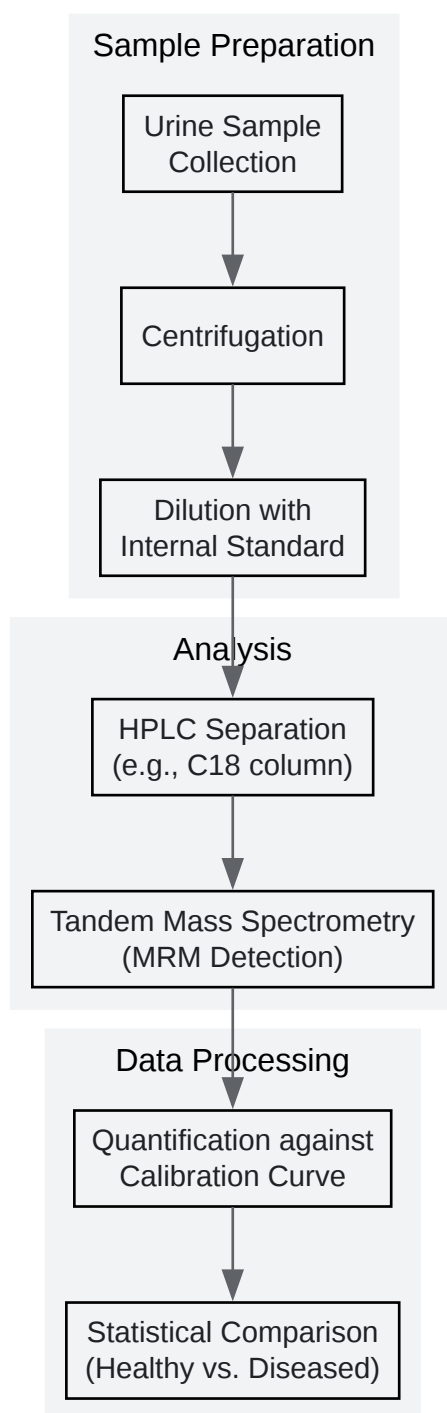 Sample Preparation
Urine Sample
Collection
Centrifugation
Dilution with
Internal Standard
Analysis
HPLC Separation
(e.g., C18 column)
Tandem Mass Spectrometry
(MRM Detection)
Data Processing
Quantification against
Calibration Curve
Statistical Comparison
(Healthy vs. Diseased)